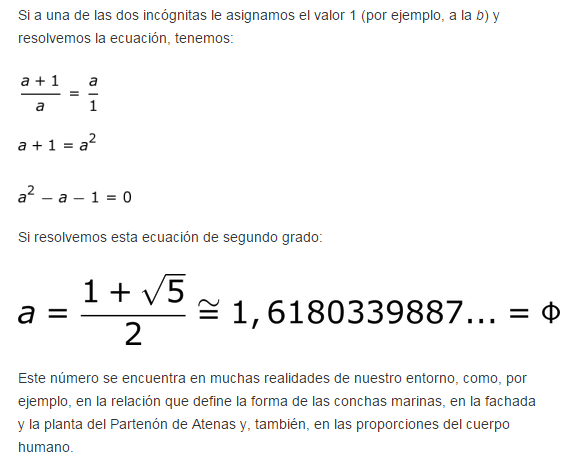 Si a una de las dos incógnitas le asignamos el valor 1 (por ejemplo, a la b) y
resolvemos la ecuación, tenemos:
a + 1 / a = a / 1
a + 1 = a²
a² − a − 1 = 0
Si resolvemos esta ecuación de segundo grado:
a = 1 + √5 / 2 ≅ 1,6180339887... = Φ
Este número se encuentra en muchas realidades de nuestro entorno, como, por
ejemplo, en la relación que define la forma de las conchas marinas, en la fachada
y la planta del Partenón de Atenas y, también, en las proporciones del cuerpo
humano.